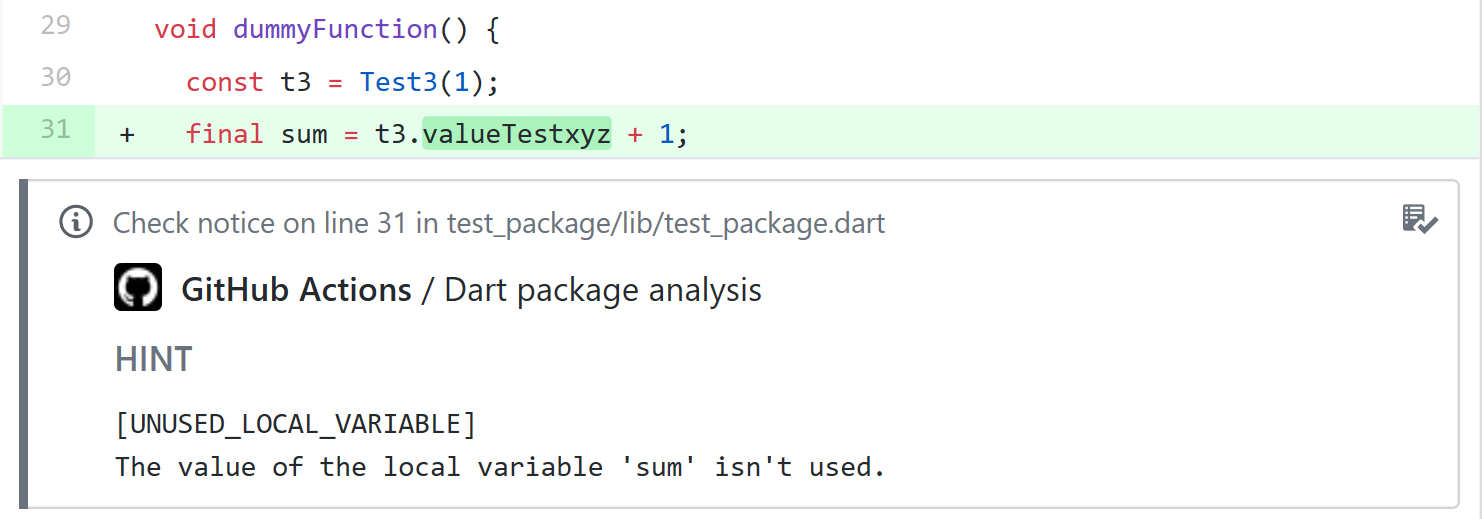 29 void dummyFunction() {
30 const t3 = Test3(1);
31 + final sum = t3.valueTestxyz + 1;
Check notice on line 31 in test_package/lib/test_package.dart
GitHub Actions / Dart package analysis
HINT
[UNUSED_LOCAL_VARIABLE]
The value of the local variable 'sum' isn't used.